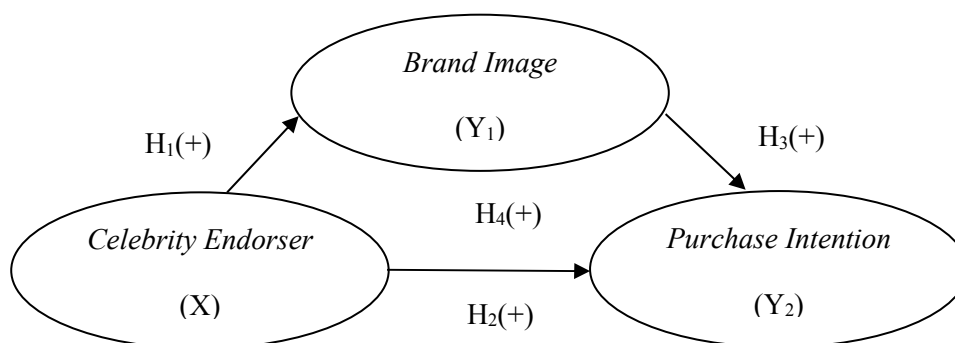 Brand Image
(Y₁)
H₁(+)
H₃(+)
H₄(+)
Celebrity Endorser
(X)
Purchase Intention
(Y₂)
H₂(+)